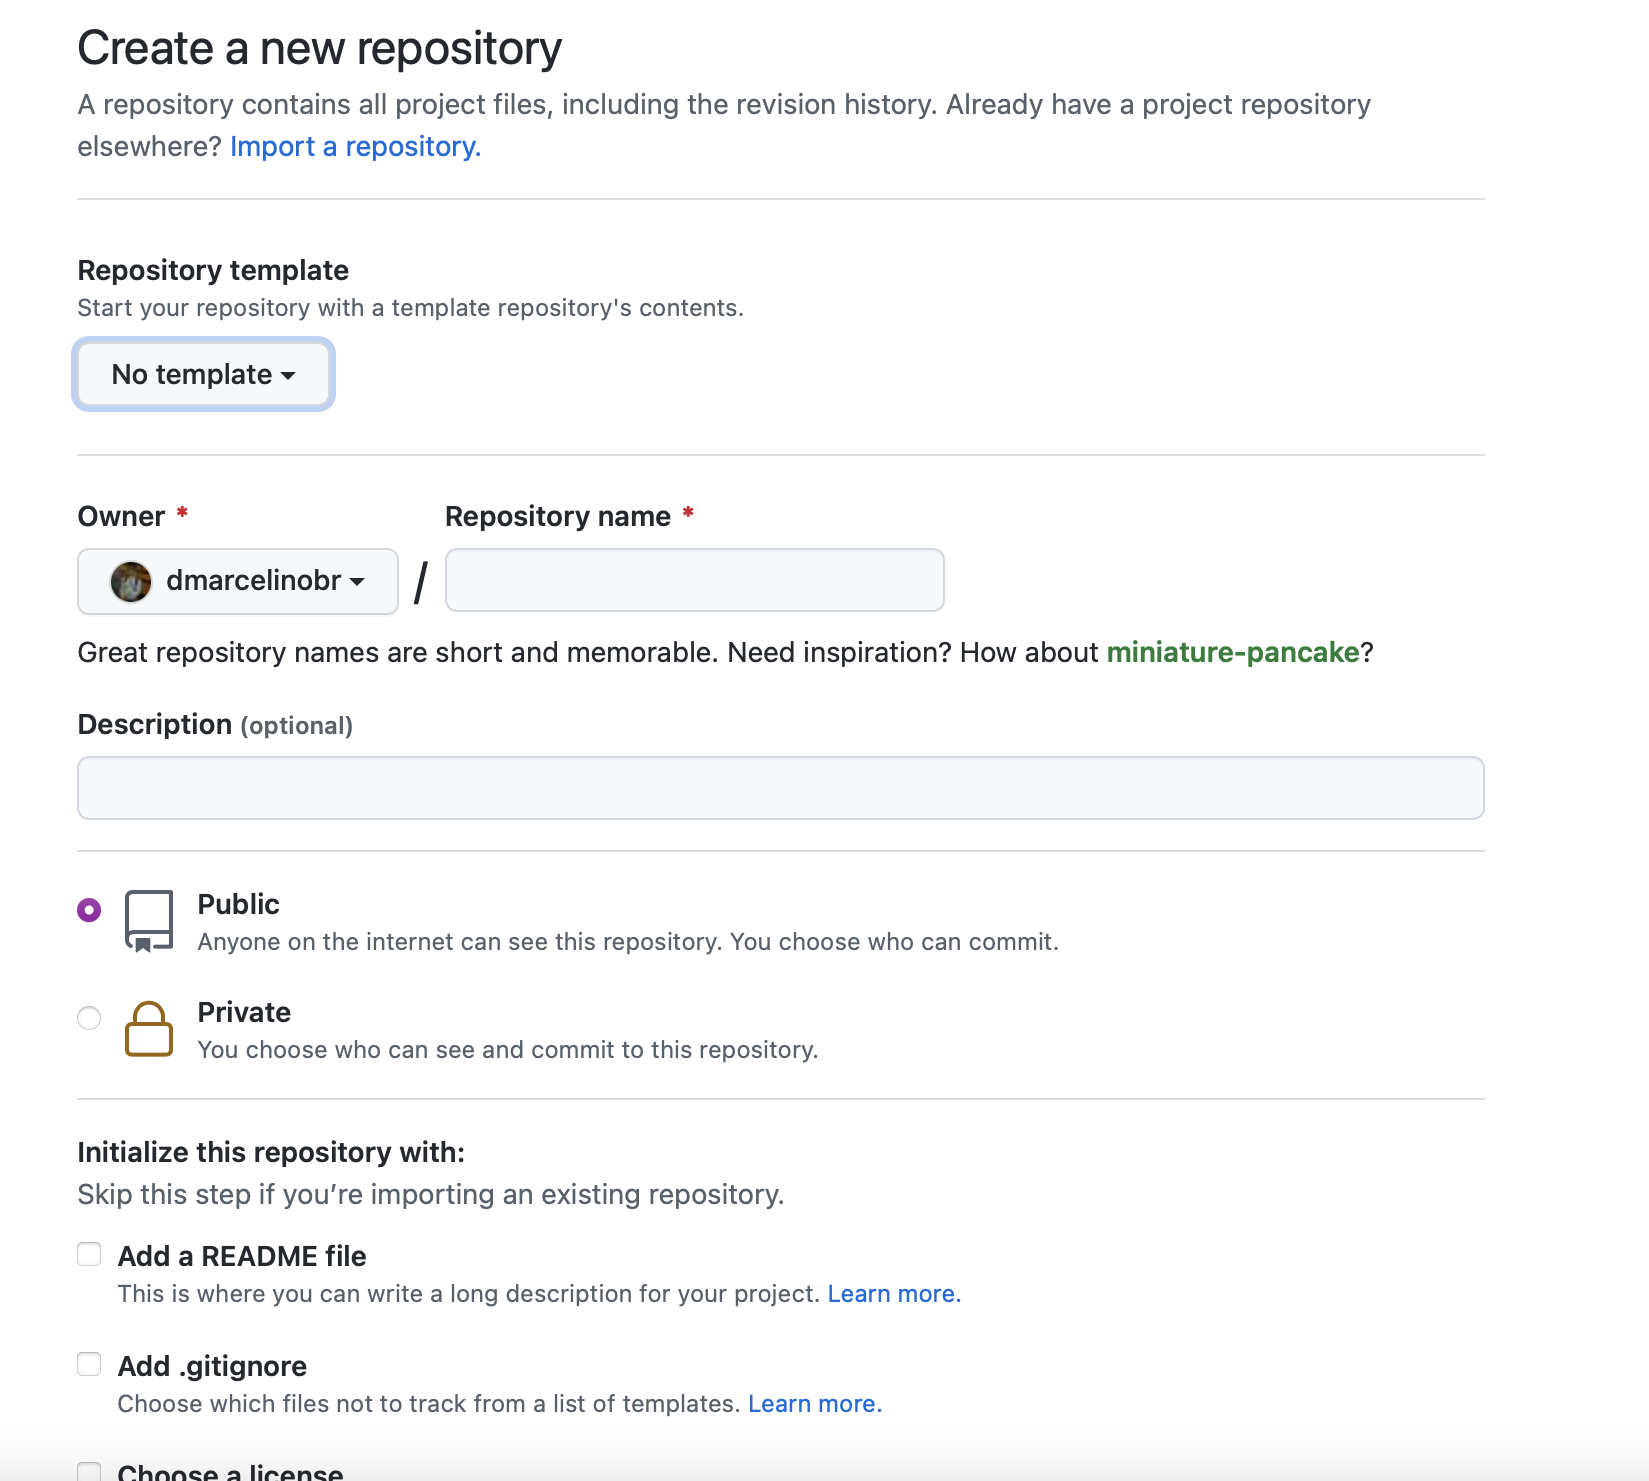 Create a new repository
A repository contains all project files, including the revision history. Already have a project repository
elsewhere? Import a repository.
Repository template
Start your repository with a template repository's contents.
No template
Owner *
Repository name *
dmarcelinobr
/
Great repository names are short and memorable. Need inspiration? How about miniature-pancake?
Description (optional)
Public
Anyone on the internet can see this repository. You choose who can commit.
Private
You choose who can see and commit to this repository.
Initialize this repository with:
Skip this step if you’re importing an existing repository.
Add a README file
This is where you can write a long description for your project. Learn more.
Add .gitignore
Choose which files not to track from a list of templates. Learn more.
Choose a license